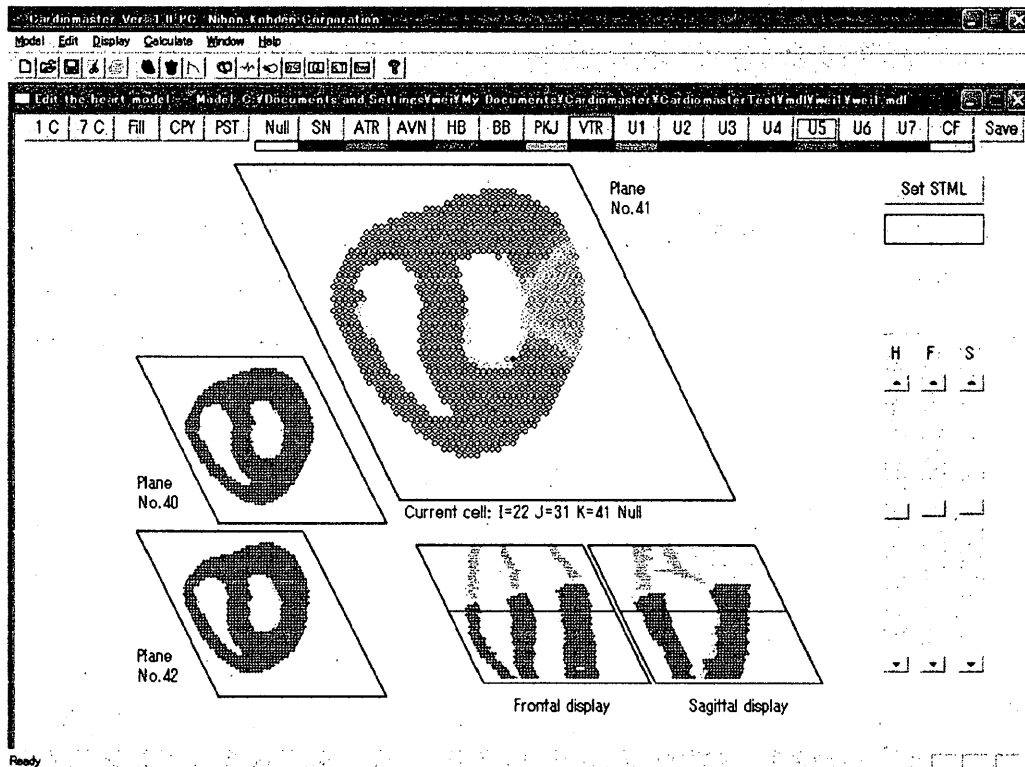 Cardiomaster Ver. 1.0 PC Nihon Kohden Corporation
Model Edit Display Calculate Window Help
Edit the heart model - Model: C:¥Documents and Settings¥wei¥My Documents¥Cardiomaster¥CardiomasterTest¥mdl¥wei1¥wei1.mdl
1 C 7 C Fill CPY PST Null SN ATR AVN HB BB PKJ VTR U1 U2 U3 U4 U5 U6 U7 CF Save
Plane
No.41
Set STML
H F S
Plane
No.40
Current cell: I=22 J=31 K=41 Null
Plane
No.42
Frontal display
Sagittal display
Ready